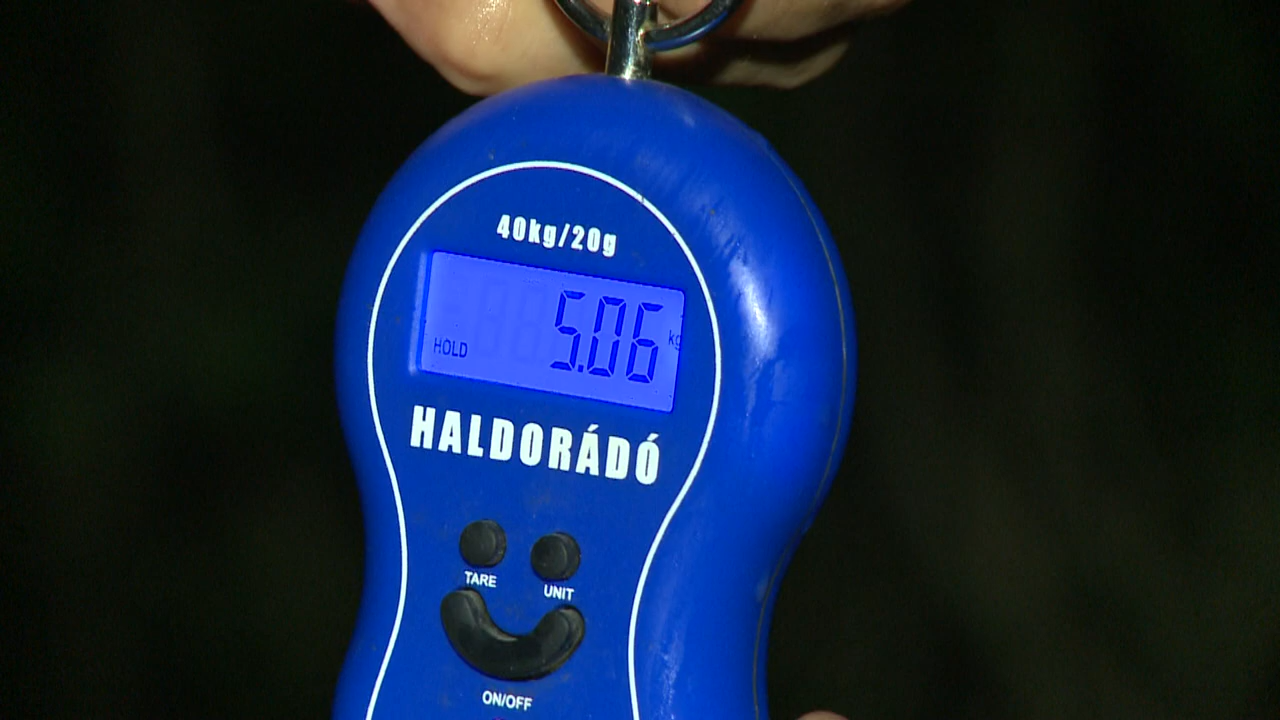 40kg/20g
5.06 kg
HOLD
HALDORÁDÓ
TARE UNIT
ON/OFF